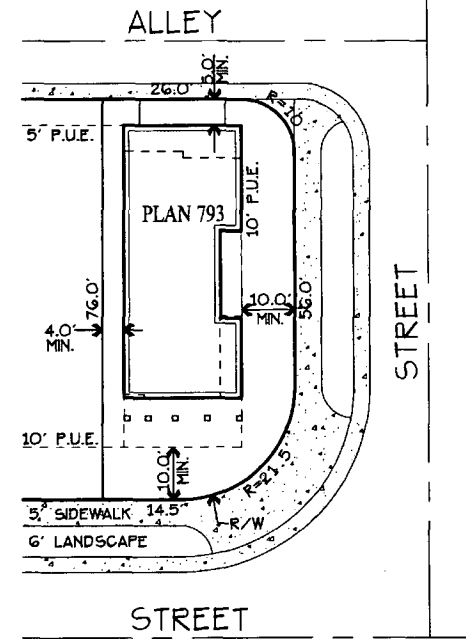 ALLEY
26.0'
5.0'
MIN.
R=10'
5' P.U.E.
10' P.U.E.
PLAN 793
76.0'
4.0'
MIN.
10.0'
MIN.
56.0'
STREET
10' P.U.E.
10.0'
MIN.
R=21.5'
5' SIDEWALK
14.5'
R/W
6' LANDSCAPE
STREET